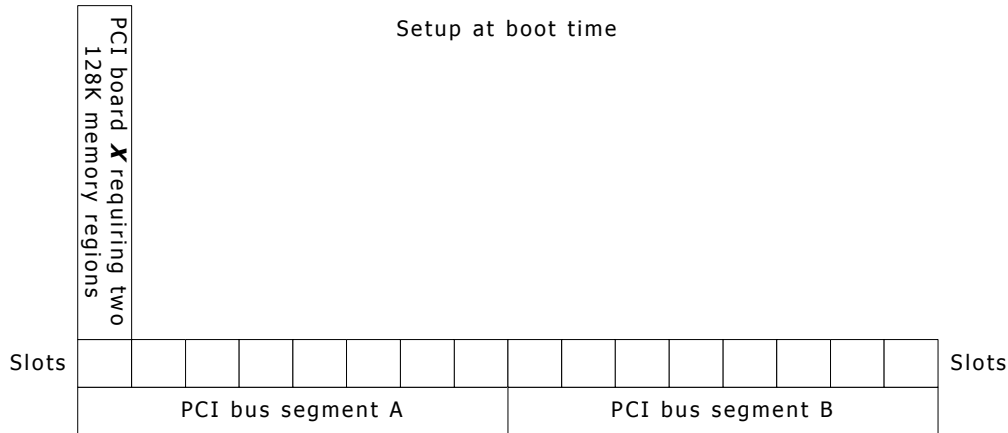 Setup at boot time
PCI board X requiring two
128K memory regions
Slots
Slots
PCI bus segment A
PCI bus segment B